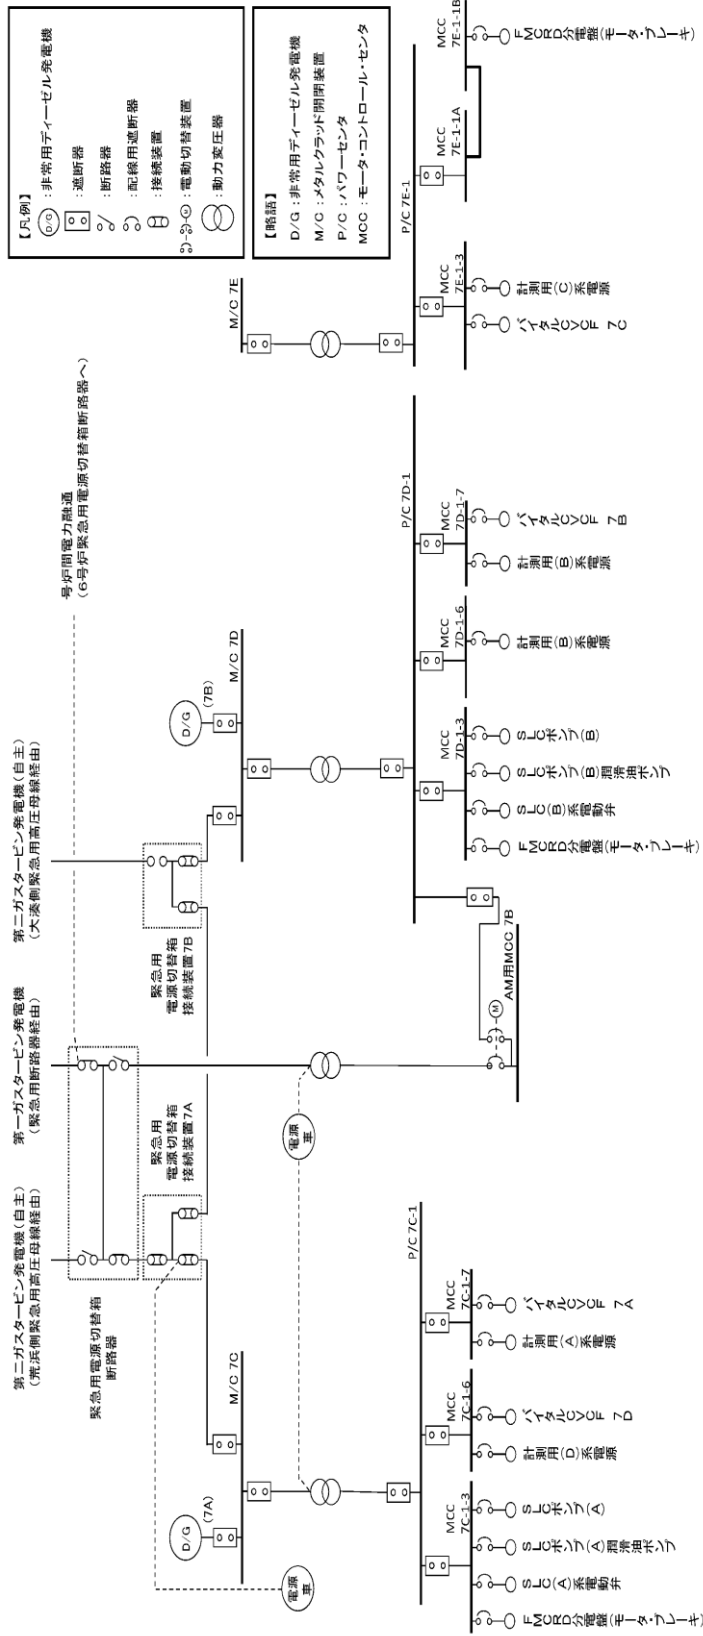 第二ガスタービン発電機(自主)
(荒浜側緊急用高圧母線経由)
第一ガスタービン発電機
(緊急用断路器経由)
第二ガスタービン発電機(自主)
(大湊側緊急用高圧母線経由)
号炉間電力融通
(6号炉緊急用電源切替箱断路器へ)
緊急用電源切替箱
断路器
緊急用
電源切替箱
接続装置7A
緊急用
電源切替箱
接続装置7B
【凡例】
D/G :非常用ディーゼル発電機
:遮断器
:断路器
:配線用遮断器
:接続装置
M :電動切替装置
:動力変圧器
【略語】
D/G :非常用ディーゼル発電機
M/C :メタルクラッド開閉装置
P/C :パワーセンタ
MCC :モータ・コントロール・センタ
D/G
(7A)
M/C 7C
電源
車
電源
車
D/G
(7B)
M/C 7D
M/C 7E
P/C 7C-1
MCC
7C-1-3
FMCRD分電盤(モータ・ブレーキ)
SLC(A)系電動弁
SLCポンプ(A)潤滑油ポンプ
SLCポンプ(A)
MCC
7C-1-6
計測用(D)系電源
バイタルCVCF 7D
MCC
7C-1-7
計測用(A)系電源
バイタルCVCF 7A
M
AM用MCC 7B
P/C 7D-1
MCC
7D-1-3
FMCRD分電盤(モータ・ブレーキ)
SLC(B)系電動弁
SLCポンプ(B)潤滑油ポンプ
SLCポンプ(B)
MCC
7D-1-6
計測用(B)系電源
MCC
7D-1-7
計測用(B)系電源
バイタルCVCF 7B
P/C 7E-1
MCC
7E-1-3
バイタルCVCF 7C
計測用(C)系電源
MCC
7E-1-1A
MCC
7E-1-1B
FMCRD分電盤(モータ・ブレーキ)